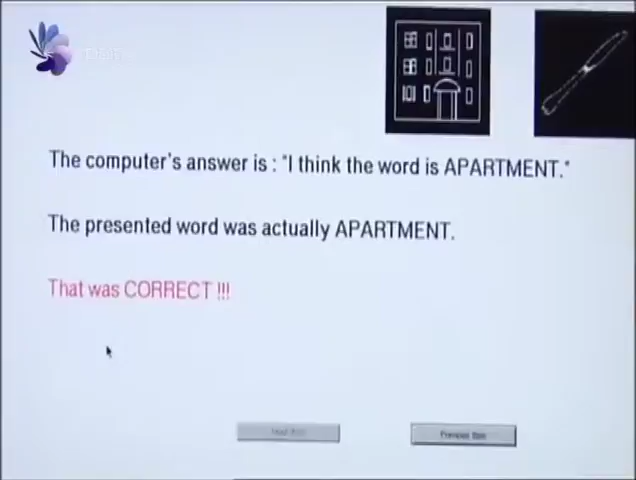 The computer's answer is : "I think the word is APARTMENT."
The presented word was actually APARTMENT.
That was CORRECT !!!